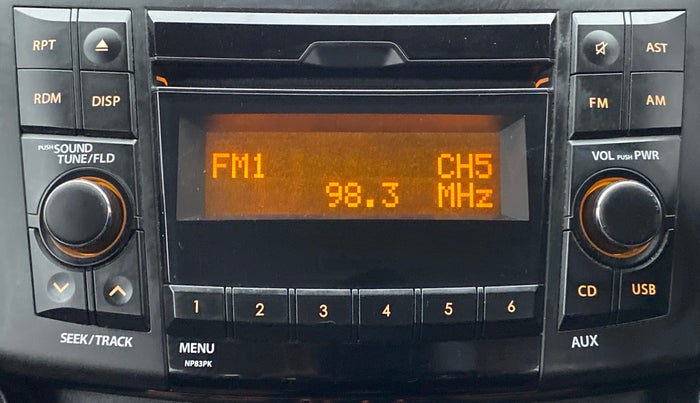 RPT
AST
RDM DISP
FM AM
PUSH SOUND
TUNE/FLD
VOL PUSH PWR
FM1 CH5
98.3 MHz
CD USB
1 2 3 4 5 6
SEEK/TRACK
MENU
AUX
NP83PK